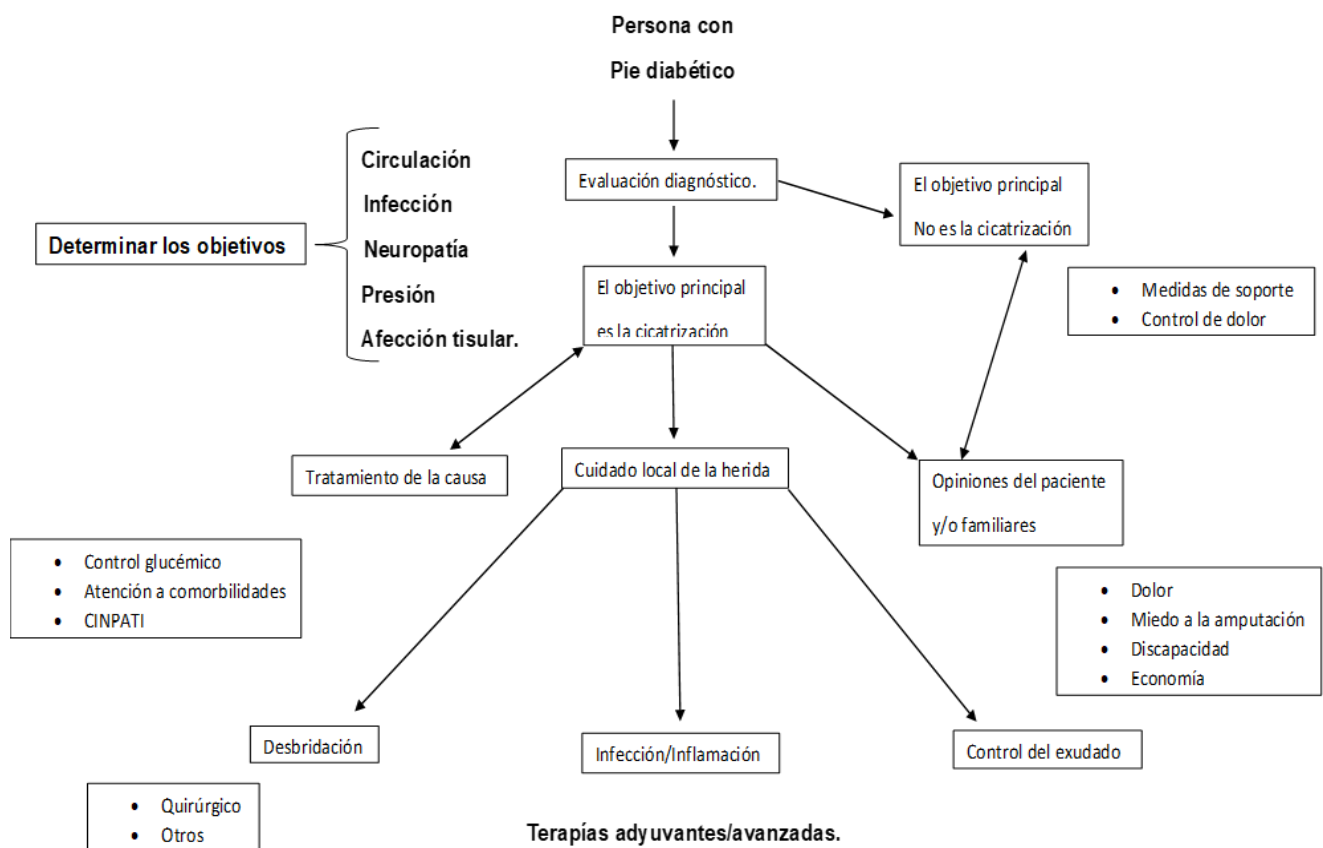 Persona con
Pie diabético
Evaluación diagnóstico.
El objetivo principal
No es la cicatrización
Determinar los objetivos
Circulación
Infección
Neuropatía
Presión
Afección tisular.
El objetivo principal
es la cicatrización
• Medidas de soporte
• Control de dolor
Tratamiento de la causa
Cuidado local de la herida
Opiniones del paciente
y/o familiares
• Control glucémico
• Atención a comorbilidades
• CINPATI
• Dolor
• Miedo a la amputación
• Discapacidad
• Economía
Desbridación
Infección/Inflamación
Control del exudado
• Quirúrgico
• Otros
Terapías adyuvantes/avanzadas.